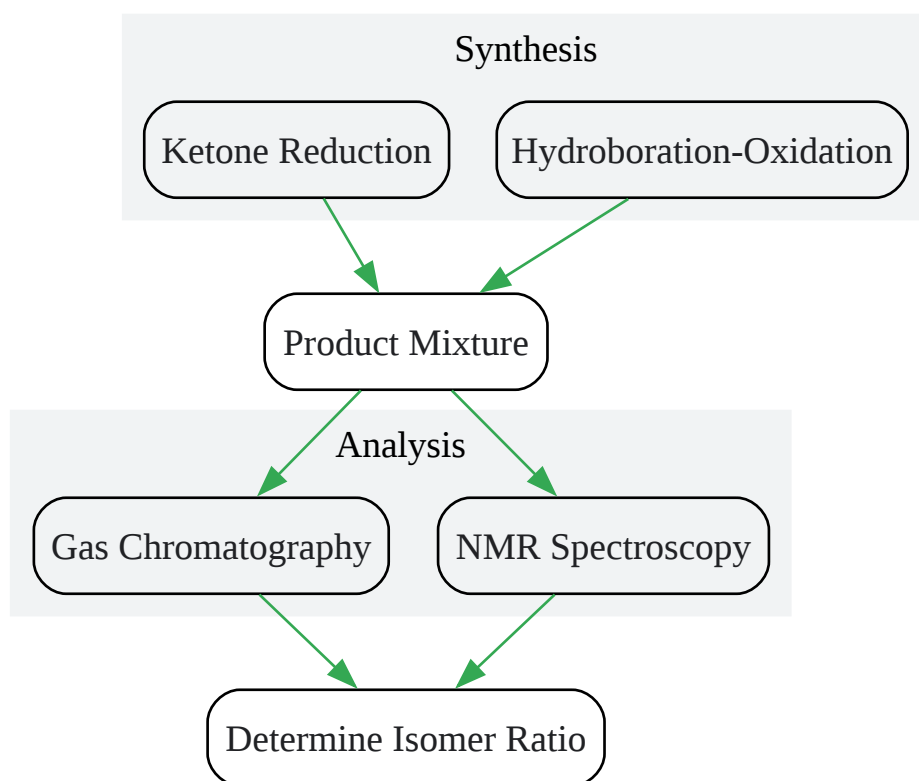 Synthesis
Ketone Reduction
Hydroboration-Oxidation
Product Mixture
Analysis
Gas Chromatography
NMR Spectroscopy
Determine Isomer Ratio